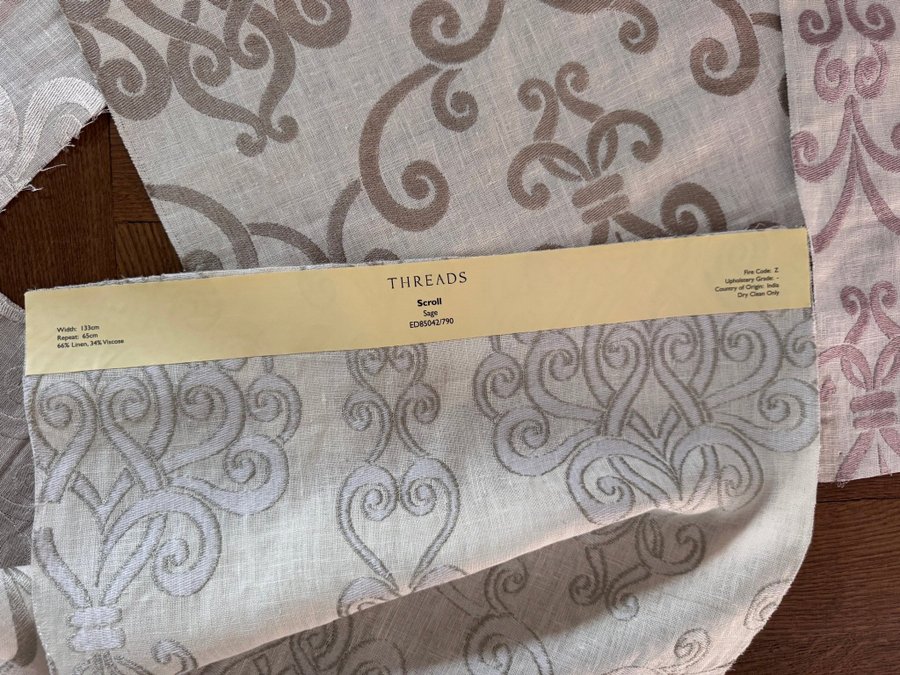 THREADS
Scroll
Sage
ED85042/790
Width: 133cm
Repeat: 65cm
66% Linen, 34% Viscose
Fire Code: Z
Upholstery Grade: -
Country of Origin: India
Dry Clean Only